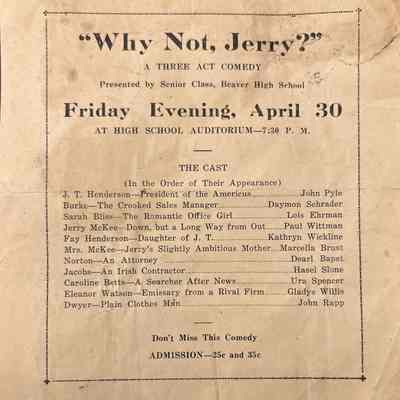 "Why Not, Jerry?"
A THREE ACT COMEDY
Presented by Senior Class, Beaver High School
Friday Evening, April 30
AT HIGH SCHOOL AUDITORIUM—7:30 P. M.
THE CAST
(In the Order of Their Appearance)
J. T. Henderson—President of the Americus John Pyle
Burke—The Crooked Sales Manager Daymon Schrader
Sarah Bliss—The Romantic Office Girl Lois Ehrman
Jerry McKee—Down, but a Long Way from Out Paul Wittman
Fay Henderson—Daughter of J. T. Kathryn Wickline
Mrs. McKee—Jerry's Slightly Ambitious Mother Marcella Brust
Norton—An Attorney Dearl Bapst
Jacobs—An Irish Contractor Hasel Slone
Caroline Betts—A Searcher After News Ura Spencer
Eleanor Watson—Emissary from a Rival Firm Gladys Willis
Dwyer—Plain Clothes Man John Rapp
Don't Miss This Comedy
ADMISSION—25c and 35c